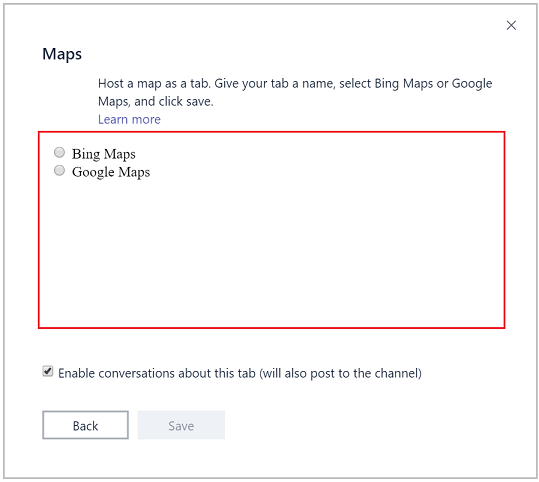 Maps
Host a map as a tab. Give your tab a name, select Bing Maps or Google
Maps, and click save.
Learn more
Bing Maps
Google Maps
Enable conversations about this tab (will also post to the channel)
Back
Save